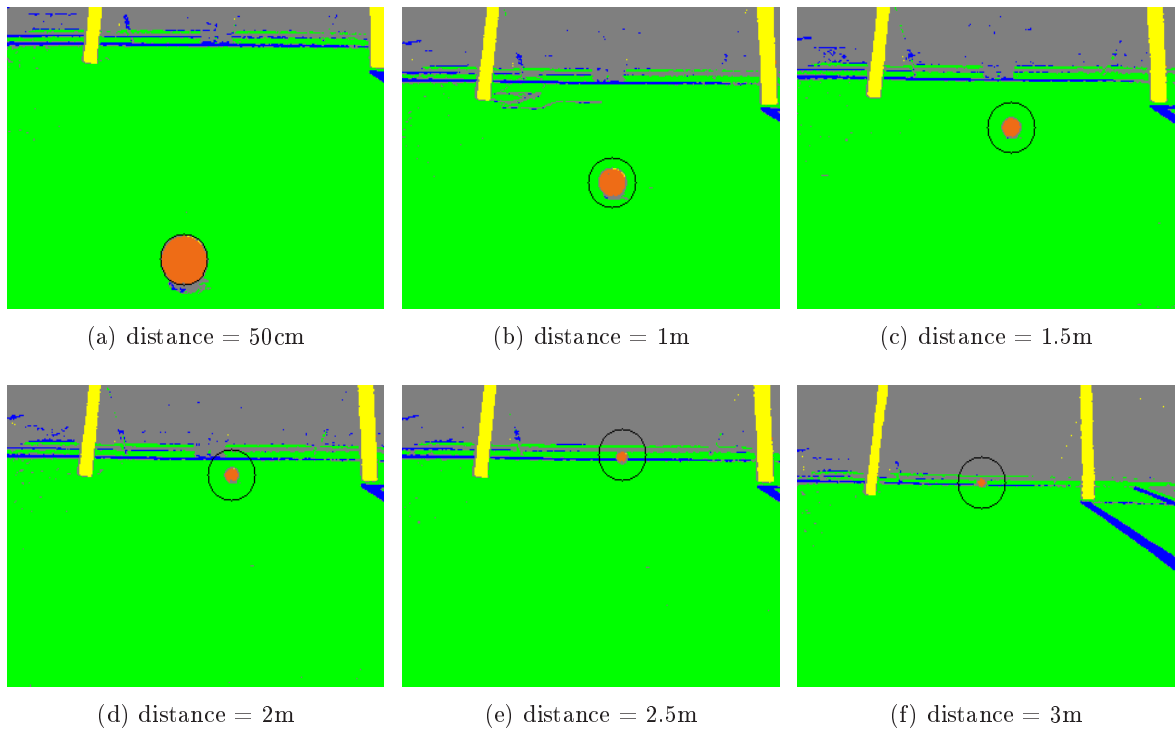 (a) distance = 50cm
(b) distance = 1m
(c) distance = 1.5m
(d) distance = 2m
(e) distance = 2.5m
(f) distance = 3m